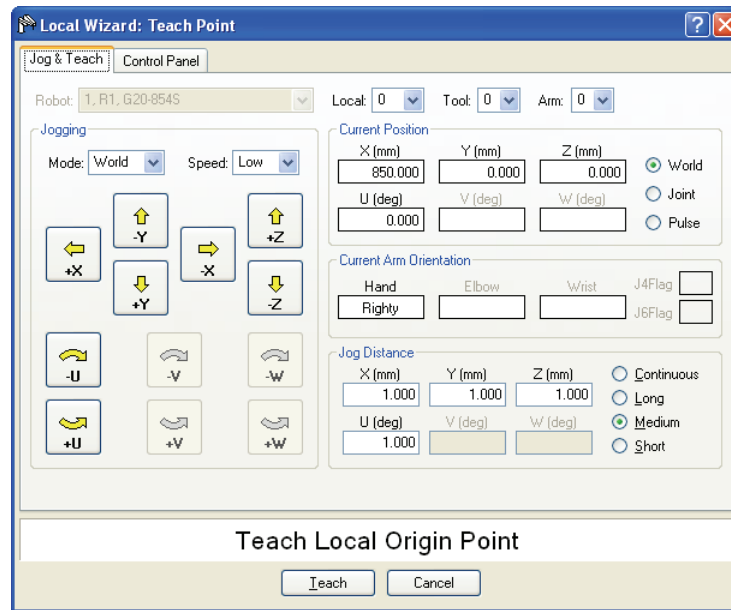 Local Wizard: Teach Point
Jog & Teach Control Panel
Robot: 1, R1, G20-854S Local: 0 Tool: 0 Arm: 0
Jogging
Mode: World Speed: Low
-Y +Z
+X -X
+Y -Z
-U -V -W
+U +V +W
Current Position
X (mm) Y (mm) Z (mm)
850.000 0.000 0.000 World
U (deg) V (deg) W (deg) Joint
0.000 Pulse
Current Arm Orientation
Hand Elbow Wrist J4Flag
Righty J6Flag
Jog Distance
X (mm) Y (mm) Z (mm) Continuous
1.000 1.000 1.000 Long
U (deg) V (deg) W (deg) Medium
1.000 Short
Teach Local Origin Point
Teach Cancel